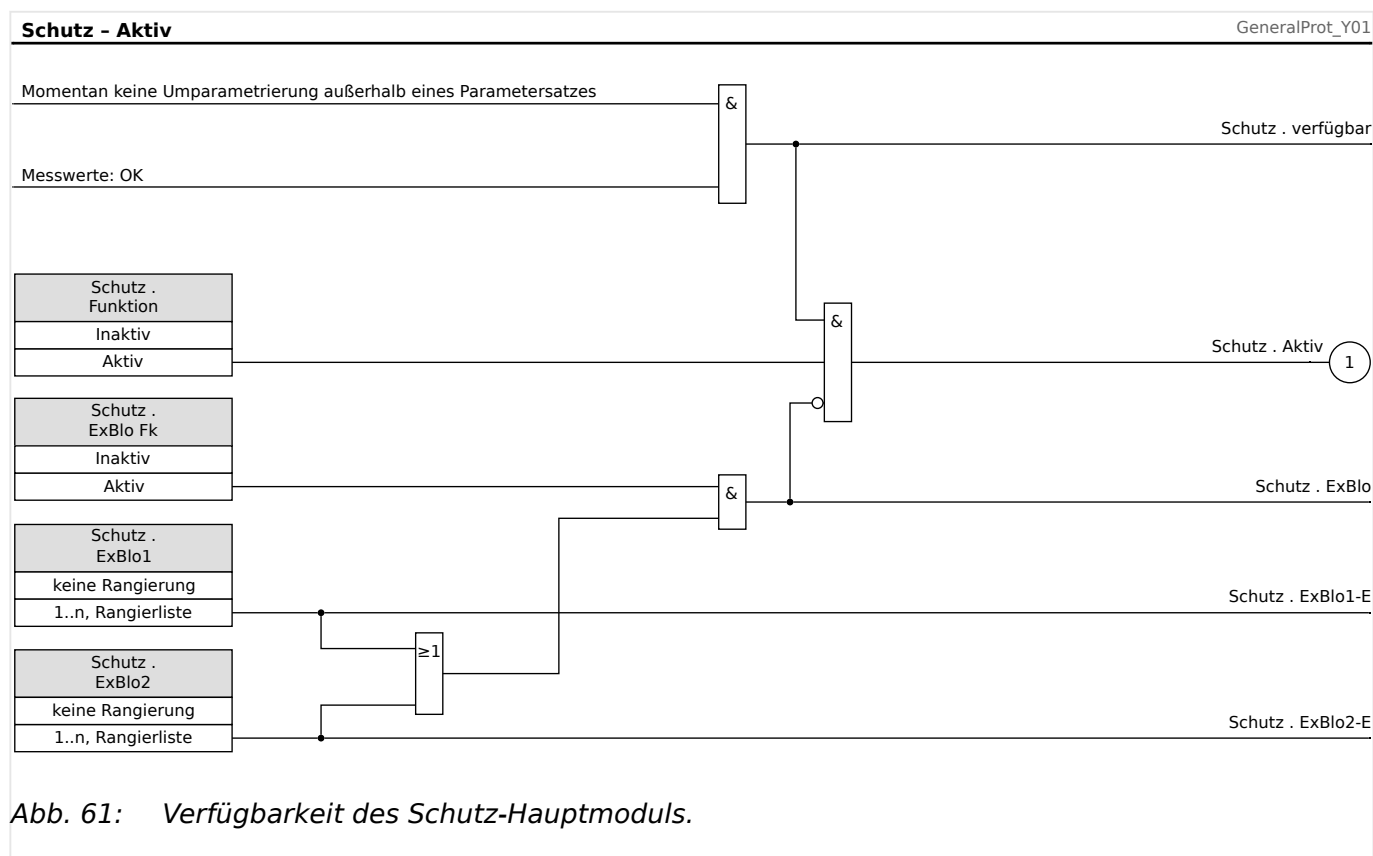 Schutz – Aktiv
GeneralProt_Y01
Momentan keine Umparametrierung außerhalb eines Parametersatzes
&
Schutz . verfügbar
Messwerte: OK
Schutz .
Funktion
Inaktiv
Aktiv
&
Schutz . Aktiv
1
Schutz .
ExBlo Fk
Inaktiv
Aktiv
&
Schutz . ExBlo
Schutz .
ExBlo1
keine Rangierung
1..n, Rangierliste
Schutz . ExBlo1-E
≥1
Schutz .
ExBlo2
keine Rangierung
1..n, Rangierliste
Schutz . ExBlo2-E
Abb. 61: Verfügbarkeit des Schutz-Hauptmoduls.